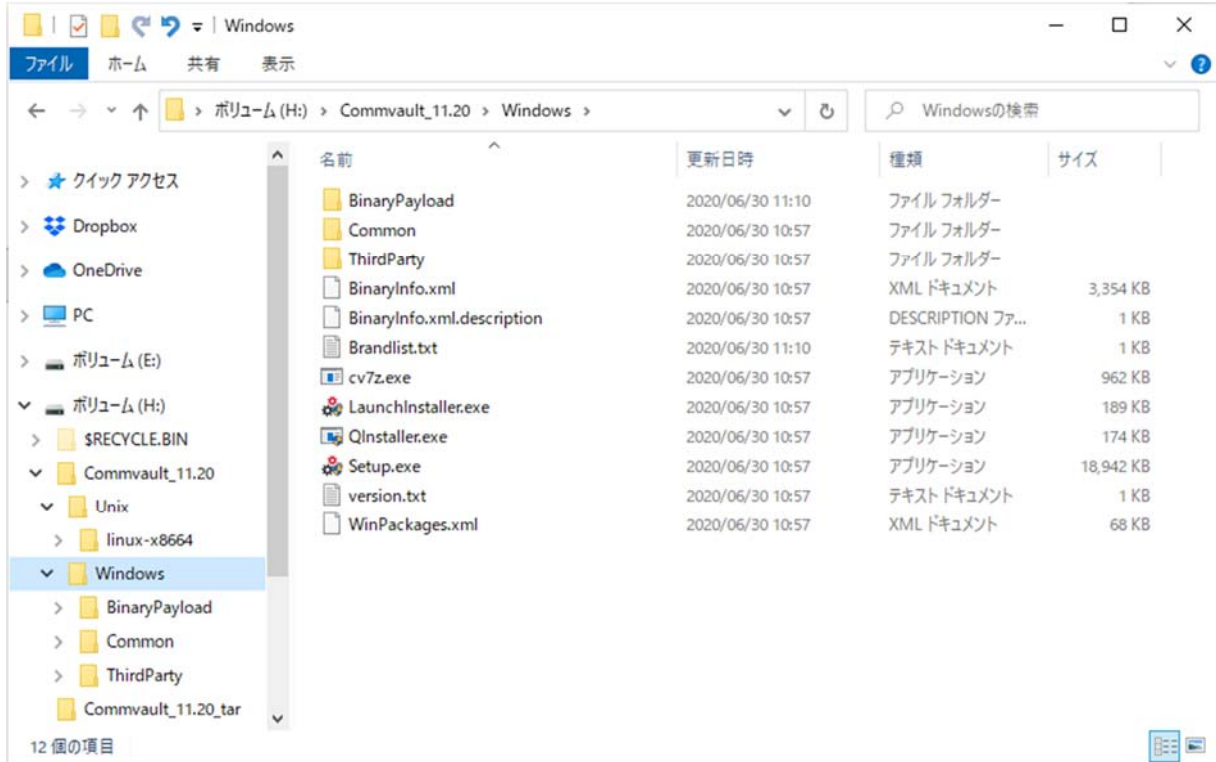 Windows
ファイル ホーム 共有 表示
ボリューム (H:) › Commvault_11.20 › Windows › Windowsの検索
名前 更新日時 種類 サイズ
クイック アクセス
Dropbox
OneDrive
PC
ボリューム (E:)
ボリューム (H:)
$RECYCLE.BIN
Commvault_11.20
Unix
linux-x8664
Windows
BinaryPayload
Common
ThirdParty
Commvault_11.20_tar
BinaryPayload 2020/06/30 11:10 ファイル フォルダー
Common 2020/06/30 10:57 ファイル フォルダー
ThirdParty 2020/06/30 10:57 ファイル フォルダー
BinaryInfo.xml 2020/06/30 10:57 XML ドキュメント 3,354 KB
BinaryInfo.xml.description 2020/06/30 10:57 DESCRIPTION ファ... 1 KB
Brandlist.txt 2020/06/30 11:10 テキスト ドキュメント 1 KB
cv7z.exe 2020/06/30 10:57 アプリケーション 962 KB
LaunchInstaller.exe 2020/06/30 10:57 アプリケーション 189 KB
QInstaller.exe 2020/06/30 10:57 アプリケーション 174 KB
Setup.exe 2020/06/30 10:57 アプリケーション 18,942 KB
version.txt 2020/06/30 10:57 テキスト ドキュメント 1 KB
WinPackages.xml 2020/06/30 10:57 XML ドキュメント 68 KB
12 個の項目